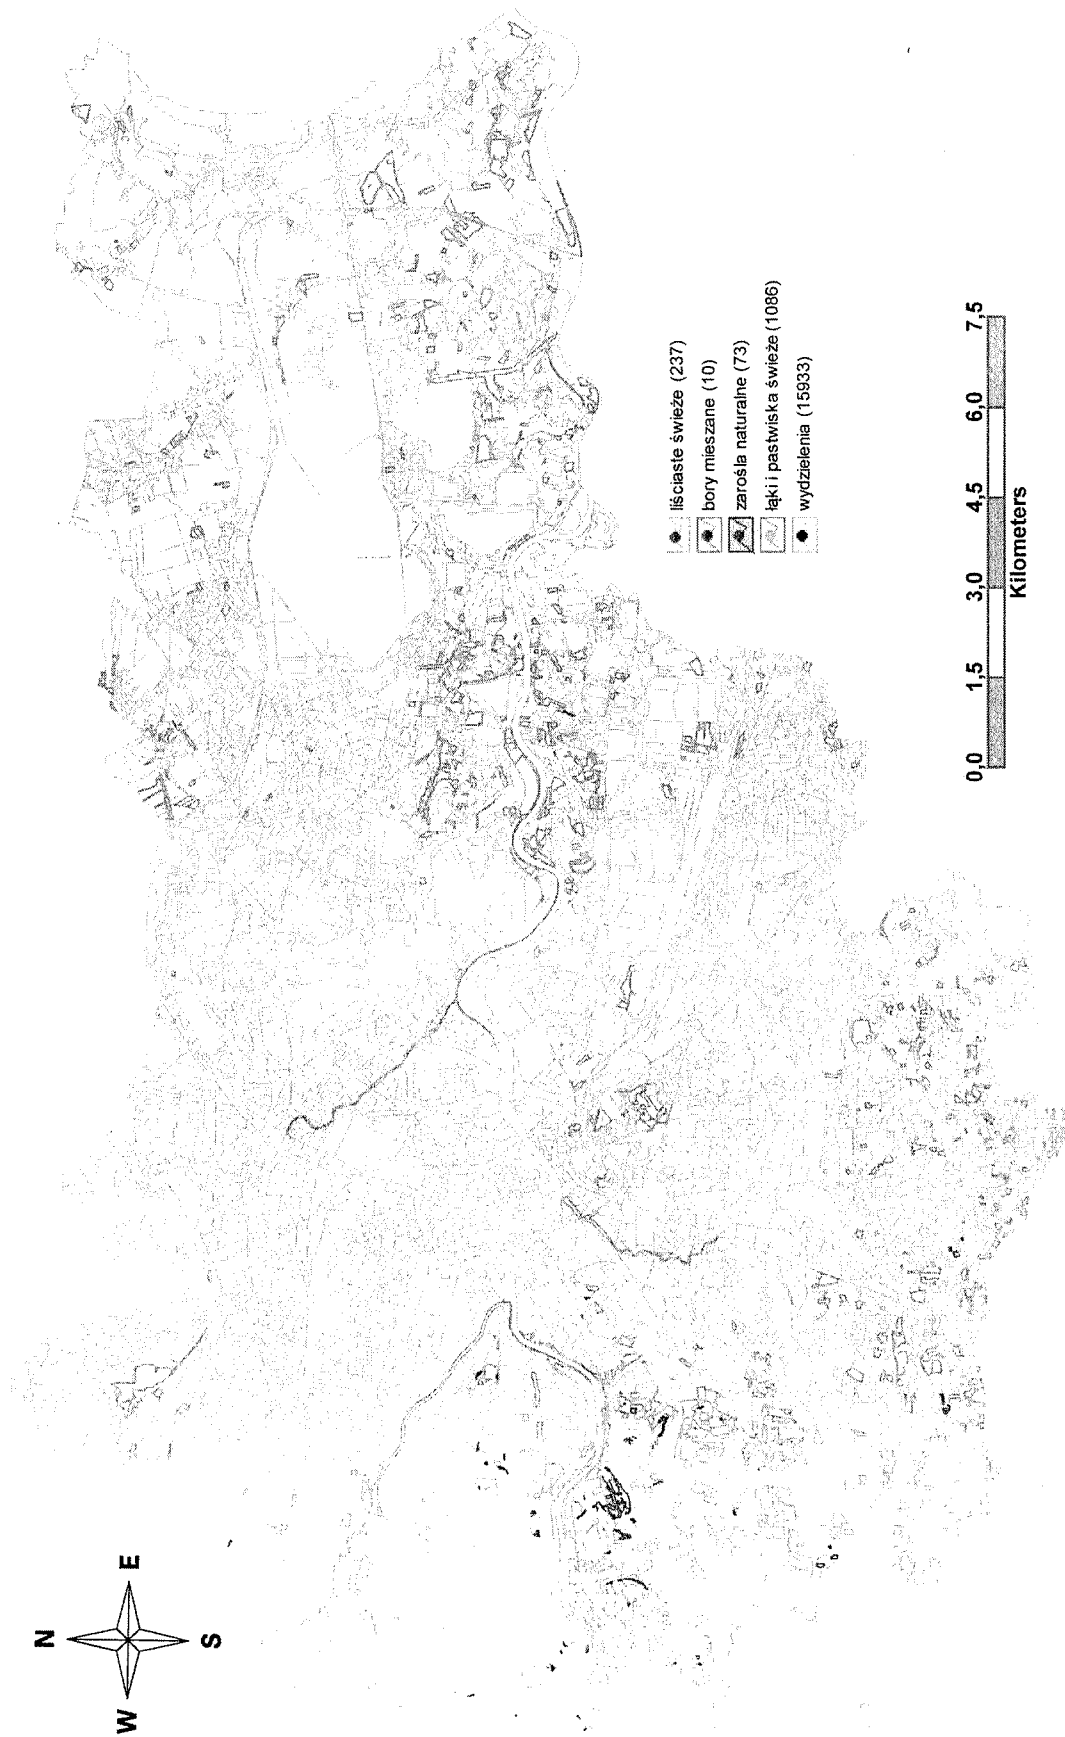 N
W
E
S
liściaste świeże (237)
bory mieszane (10)
zarośla naturalne (73)
łąki i pastwiska świeże (1086)
wydzielenia (15933)
0,0 1,5 3,0 4,5 6,0 7,5
Kilometers